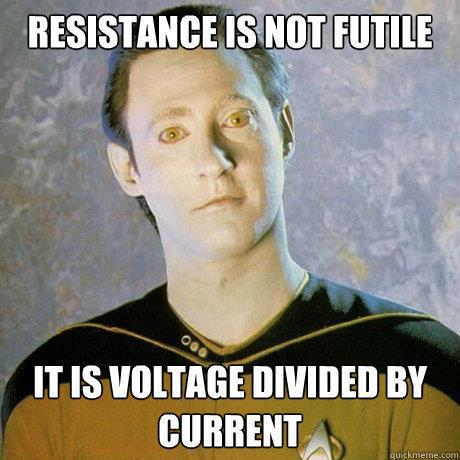 RESISTANCE IS NOT FUTILE
IT IS VOLTAGE DIVIDED BY
CURRENT
quickmeme.com